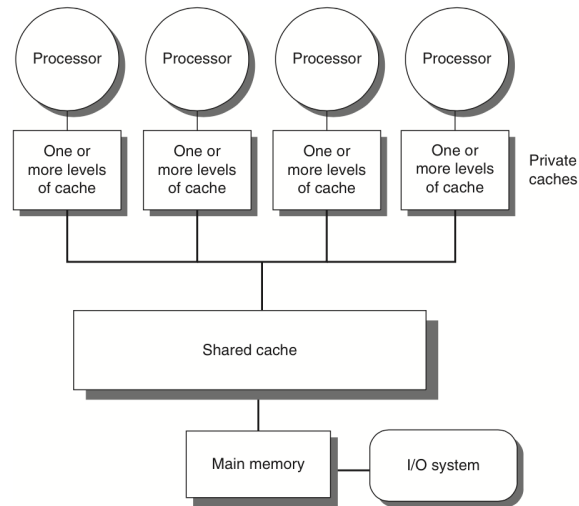 Processor
Processor
Processor
Processor
One or
more levels
of cache
One or
more levels
of cache
One or
more levels
of cache
One or
more levels
of cache
Private
caches
Shared cache
Main memory
I/O system